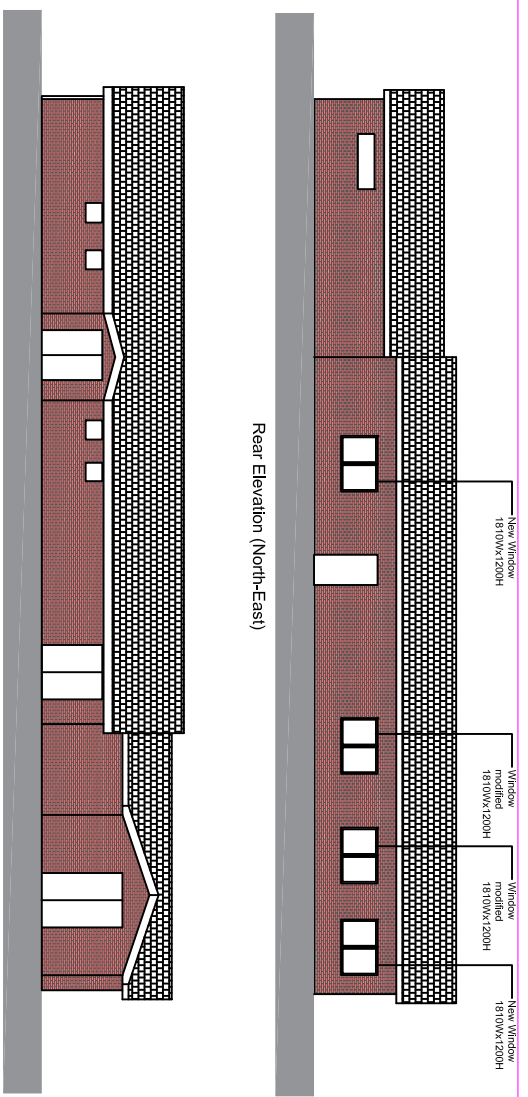 New Window
1810Wx1200H
Window
modified
1810Wx1200H
Window
modified
1810Wx1200H
New Window
1810Wx1200H
Rear Elevation (North-East)